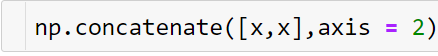 np.concatenate([x,x],axis = 2)